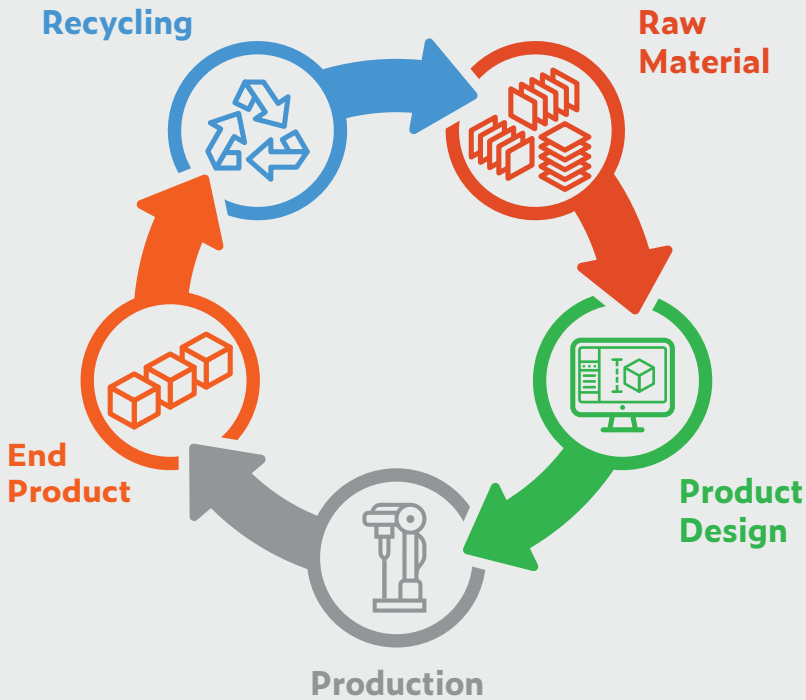 Recycling
Raw
Material
Product
Design
Production
End
Product